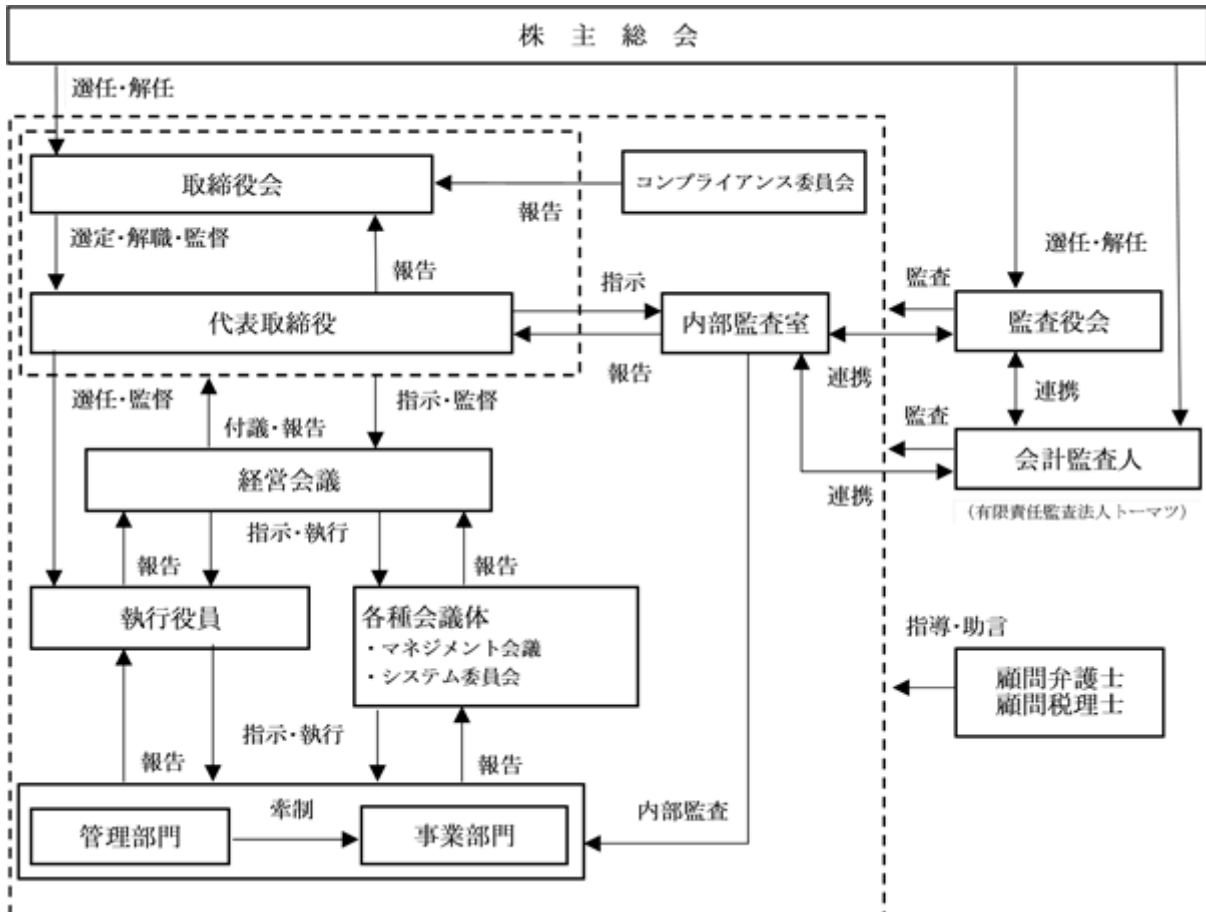 株主総会
選任・解任
取締役会
コンプライアンス委員会
報告
選定・解職・監督
報告
選任・解任
指示
監査
代表取締役
内部監査室
監査役会
報告
連携
連携
選任・監督
指示・監督
付議・報告
監査
経営会議
会計監査人
連携
(有限責任監査法人トーマツ)
指示・執行
報告
報告
執行役員
各種会議体
・マネジメント会議
・システム委員会
指導・助言
顧問弁護士
顧問税理士
指示・執行
報告
報告
牽制
内部監査
管理部門
事業部門